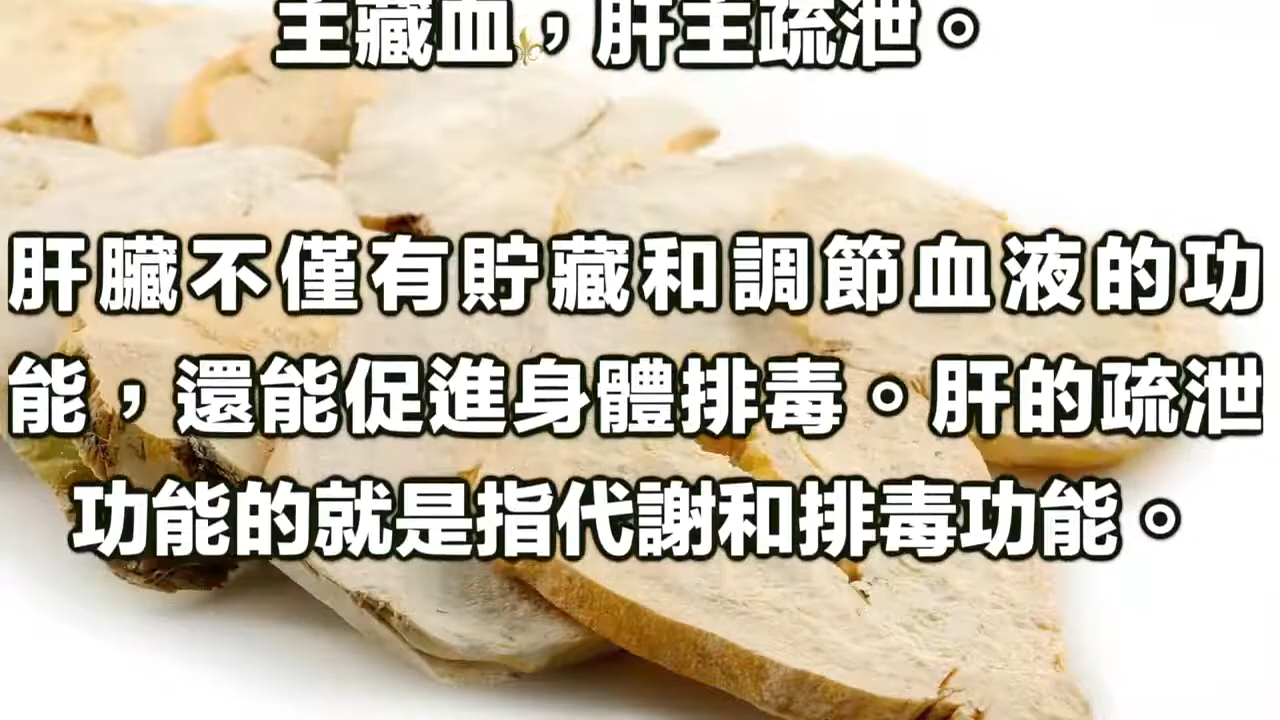 主藏血，肝主疏泄。
肝臟不僅有貯藏和調節血液的功
能，還能促進身體排毒。肝的疏泄
功能的就是指代謝和排毒功能。